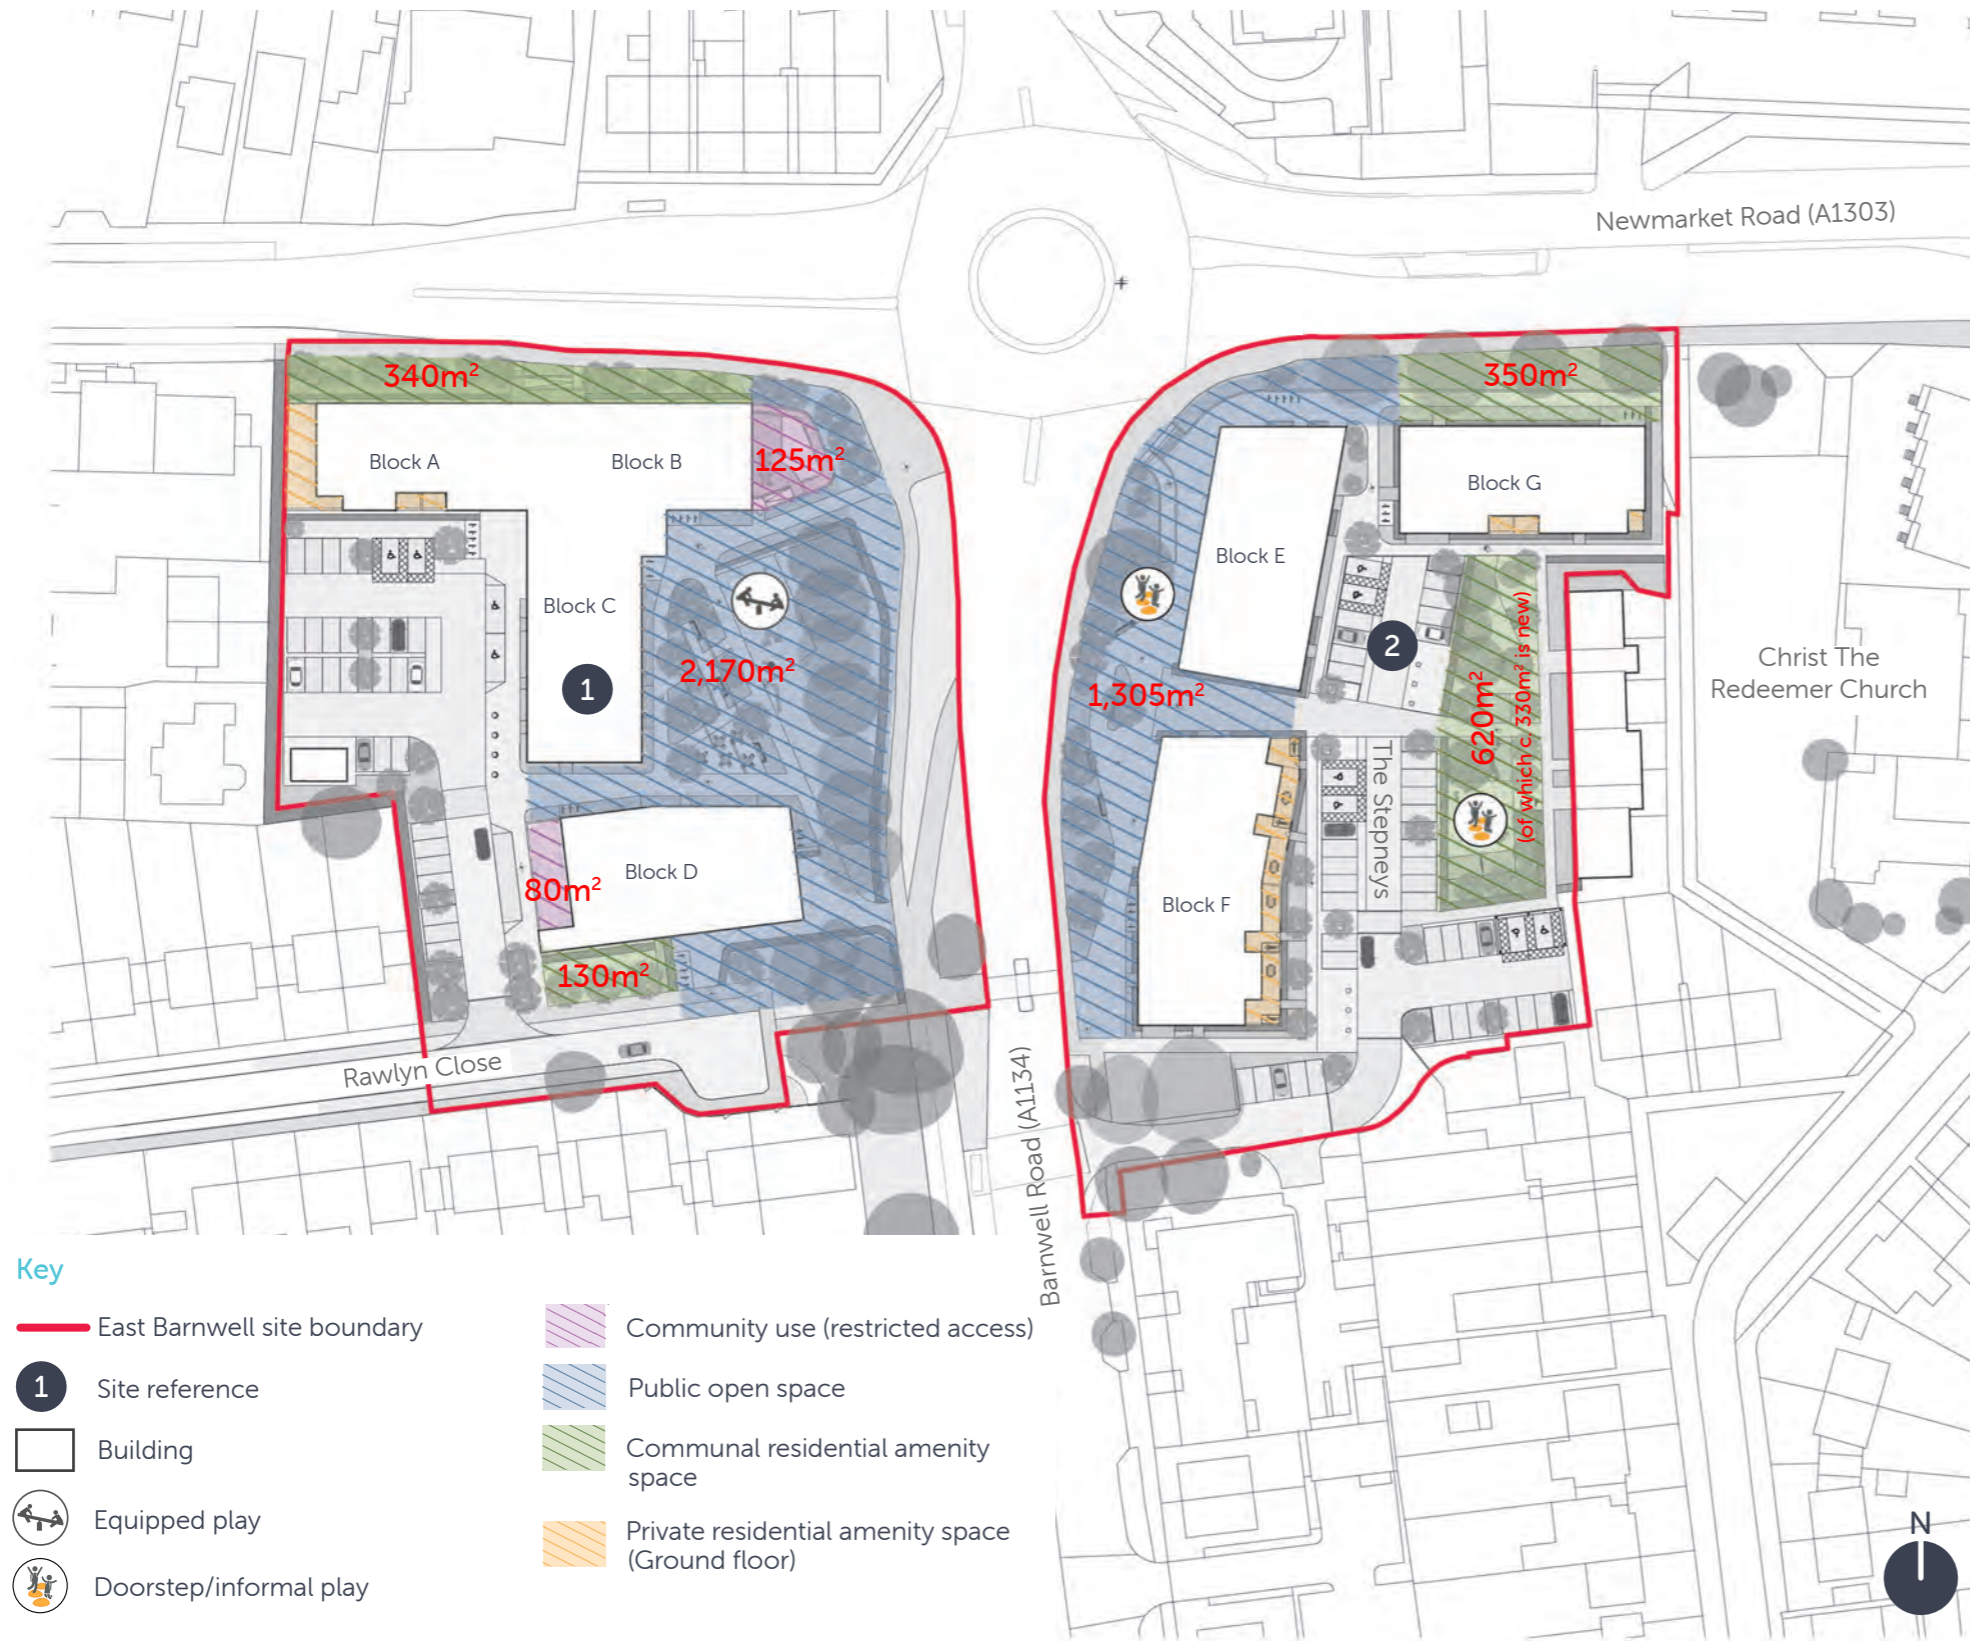 Newmarket Road (A1303)
340m²
350m²
Block A
Block B
125m²
Block G
Block E
Block C
1
2
2,170m²
1,305m²
620m²
(of which c. 330m² is new)
Christ The
Redeemer Church
The Stepneys
80m²
Block D
Block F
130m²
Rawlyn Close
Barnwell Road (A1134)
Key
East Barnwell site boundary
1
Site reference
Building
Equipped play
Doorstep/informal play
Community use (restricted access)
Public open space
Communal residential amenity
space
Private residential amenity space
(Ground floor)
N